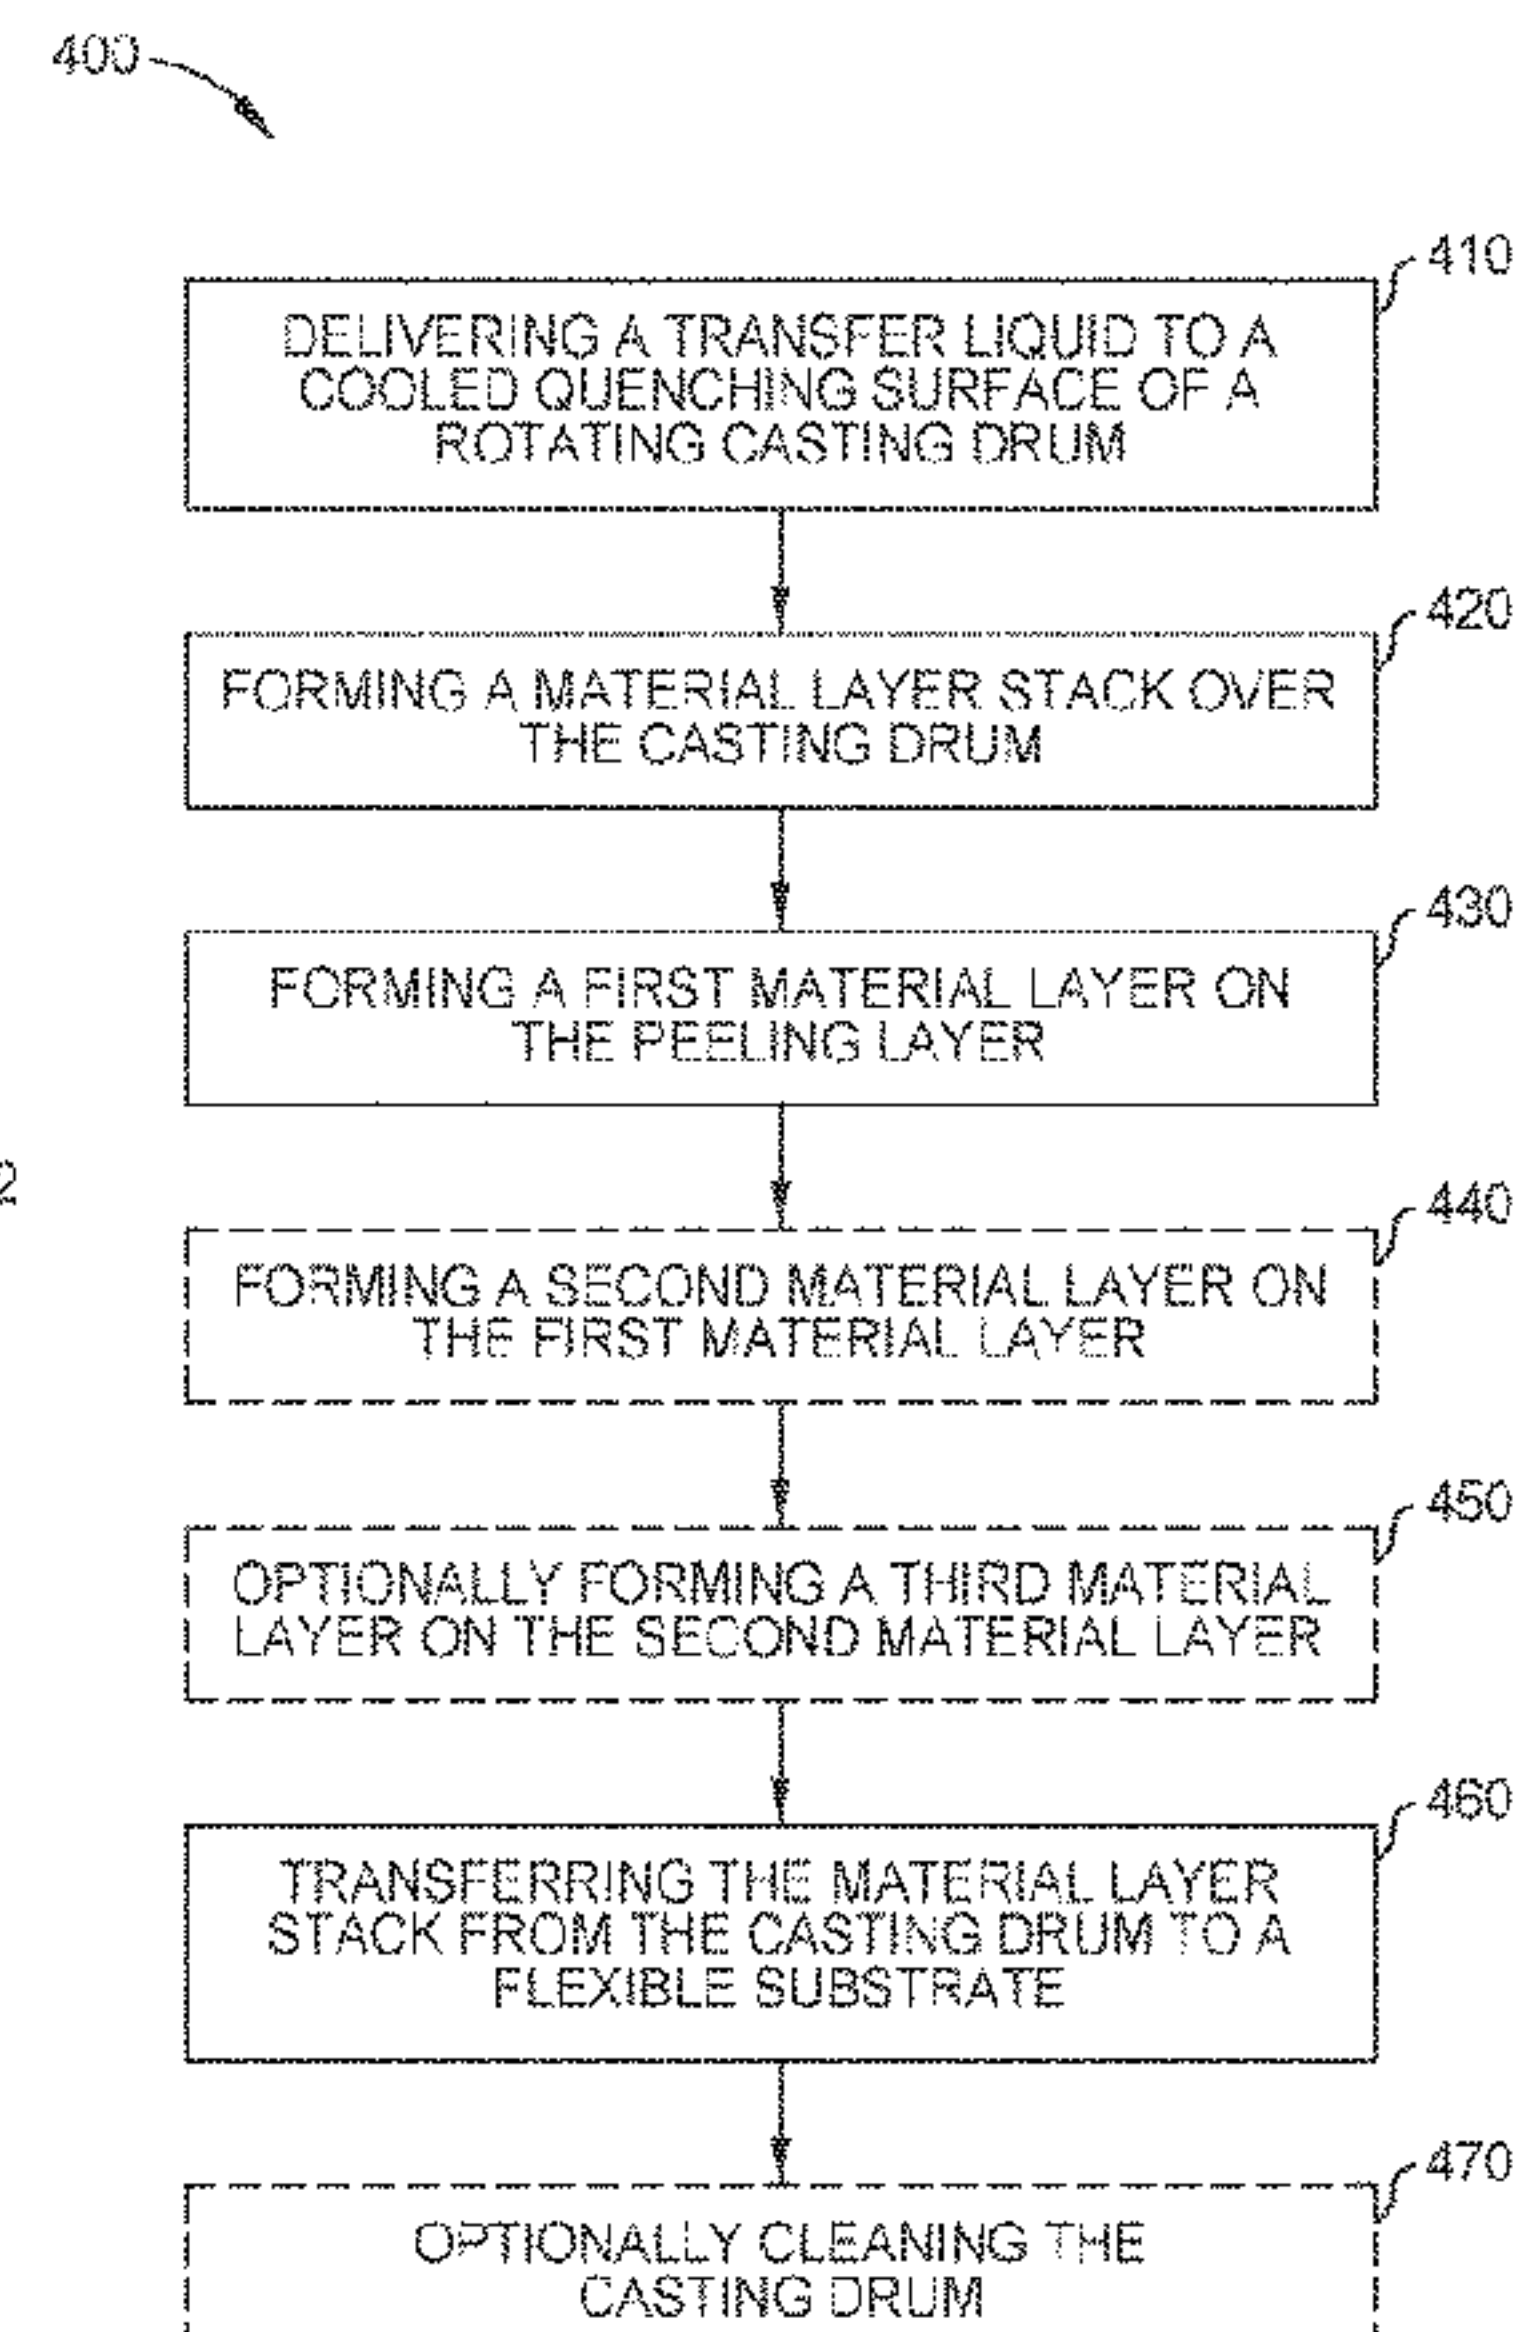 400
410
DELIVERING A TRANSFER LIQUID TO A
COOLED QUENCHING SURFACE OF A
ROTATING CASTING DRUM
420
FORMING A MATERIAL LAYER STACK OVER
THE CASTING DRUM
430
FORMING A FIRST MATERIAL LAYER ON
THE PEELING LAYER
2
440
FORMING A SECOND MATERIAL LAYER ON
THE FIRST MATERIAL LAYER
450
OPTIONALLY FORMING A THIRD MATERIAL
LAYER ON THE SECOND MATERIAL LAYER
460
TRANSFERRING THE MATERIAL LAYER
STACK FROM THE CASTING DRUM TO A
FLEXIBLE SUBSTRATE
470
OPTIONALLY CLEANING THE
CASTING DRUM